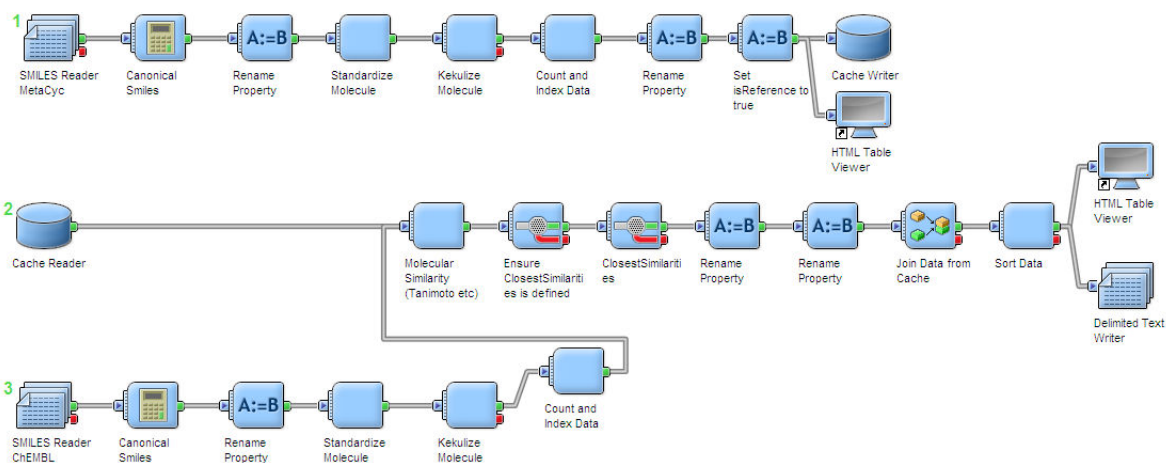 1
SMILES Reader
MetaCyc
Canonical
Smiles
A:=B
Rename
Property
Standardize
Molecule
Kekulize
Molecule
Count and
Index Data
A:=B
Rename
Property
A:=B
Set
isReference to
true
Cache Writer
HTML Table
Viewer
2
Cache Reader
Molecular
Similarity
(Tanimoto etc)
Ensure
ClosestSimilariti
es is defined
ClosestSimilariti
es
A:=B
Rename
Property
A:=B
Rename
Property
Join Data from
Cache
Sort Data
HTML Table
Viewer
Delimited Text
Writer
3
SMILES Reader
ChEMBL
Canonical
Smiles
A:=B
Rename
Property
Standardize
Molecule
Kekulize
Molecule
Count and
Index Data